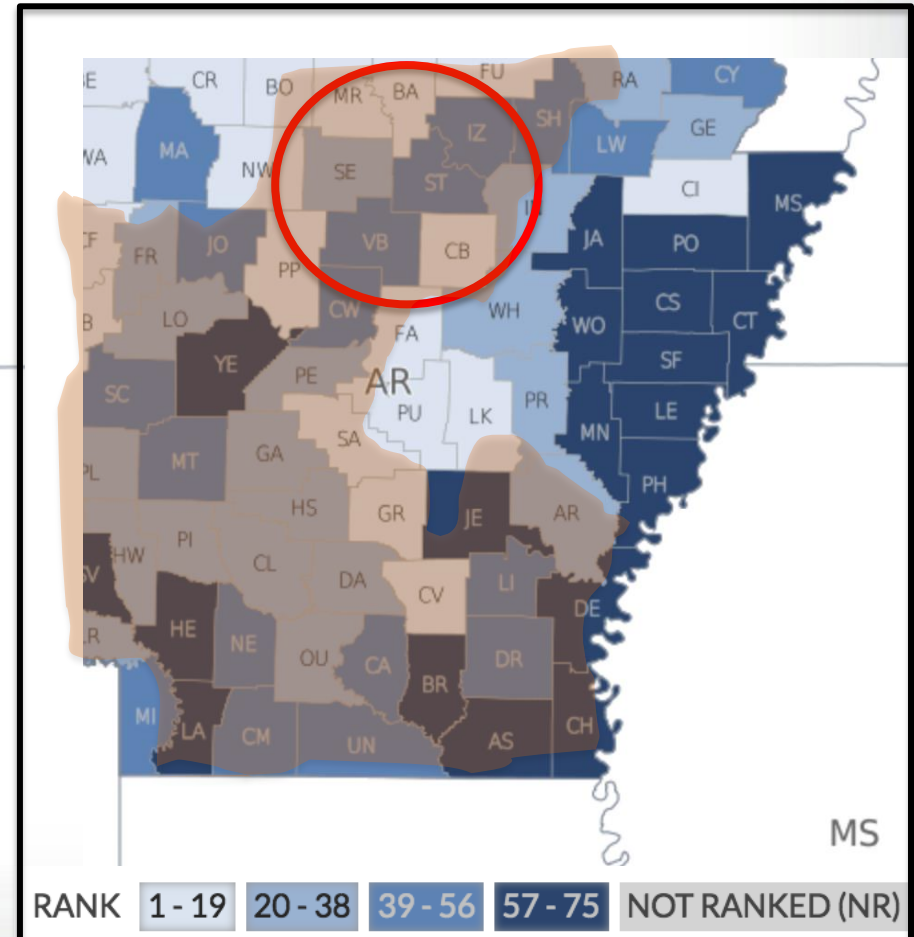 CR BO MR BA FU RA CY
MA NW SE IZ SH LW GE
WA ST CI MS
FR JO PP VB CB JA PO
LO CW FA WH WO CS CT
YE SF
SC PE AR PU LK PR LE
SA MN
PL MT GA PH
HS GR JE AR
HW PI CL
SV DA CV LI DE
LR HE NE OU CA BR DR
MI LA CM UN AS CH
MS
RANK 1 - 19 20 - 38 39 - 56 57 - 75 NOT RANKED (NR)